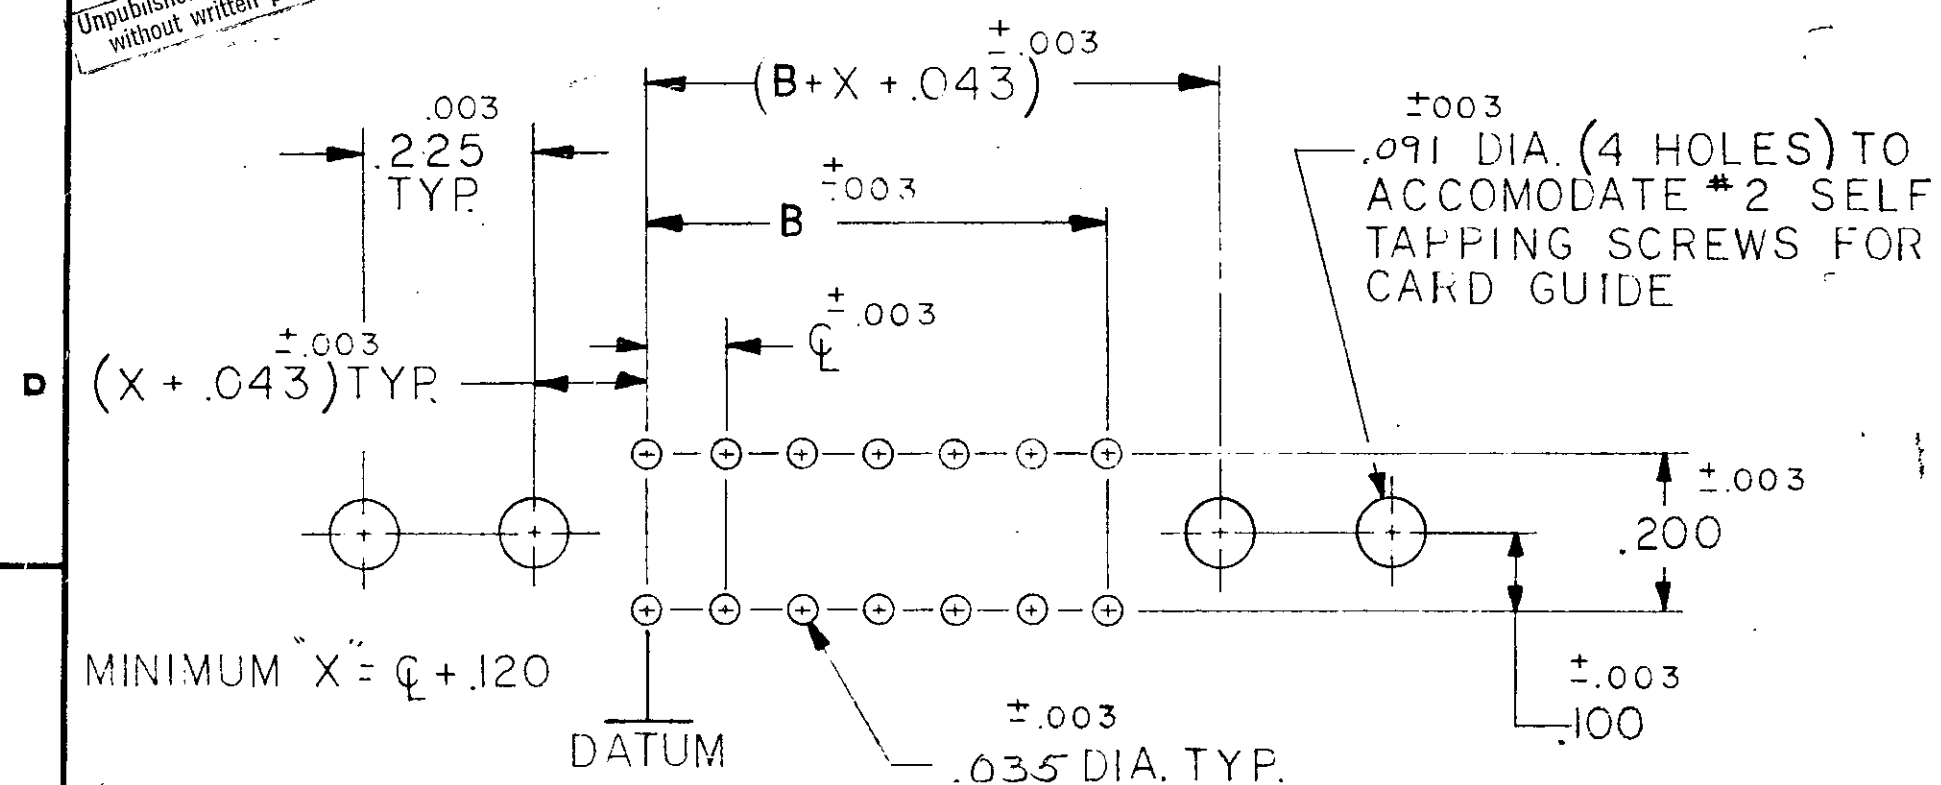 Unpublished
without written
±.003
(B+X+.043)
.003
.225
TYP.
±.003
B
±003
.091 DIA. (4 HOLES) TO
ACCOMODATE #2 SELF
TAPPING SCREWS FOR
CARD GUIDE
±.003
℄
±.003
(X + .043) TYP.
D
±.003
.200
MINIMUM "X" = ℄ + .120
±.003
.100
DATUM
±.003
.035 DIA. TYP.